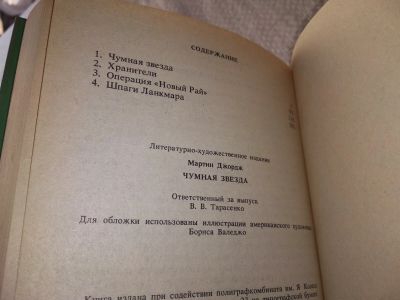 СОДЕРЖАНИЕ
1. Чумная звезда
2. Хранители
3. Операция «Новый Рай»
4. Шпаги Ланкмара
Литературно-художественное издание
Мартин Джордж
ЧУМНАЯ ЗВЕЗДА
Ответственный за выпуск
В. В. Тарасенко
Для обложки использованы иллюстрации американского художника
Бориса Валеджо
Книга издана при содействии полиграфкомбината им. Я Коласа
типографской бумаги